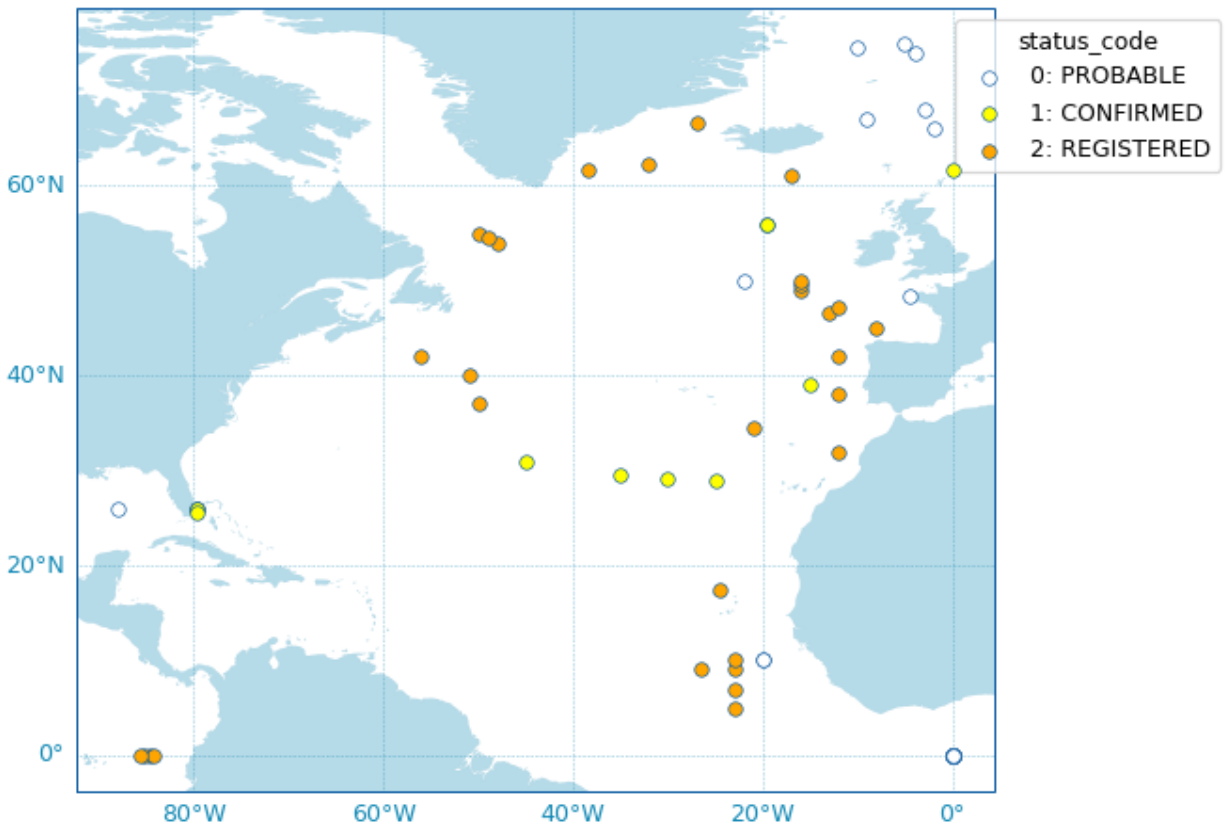 status_code
0: PROBABLE
1: CONFIRMED
2: REGISTERED
60°N
40°N
20°N
0°
80°W
60°W
40°W
20°W
0°